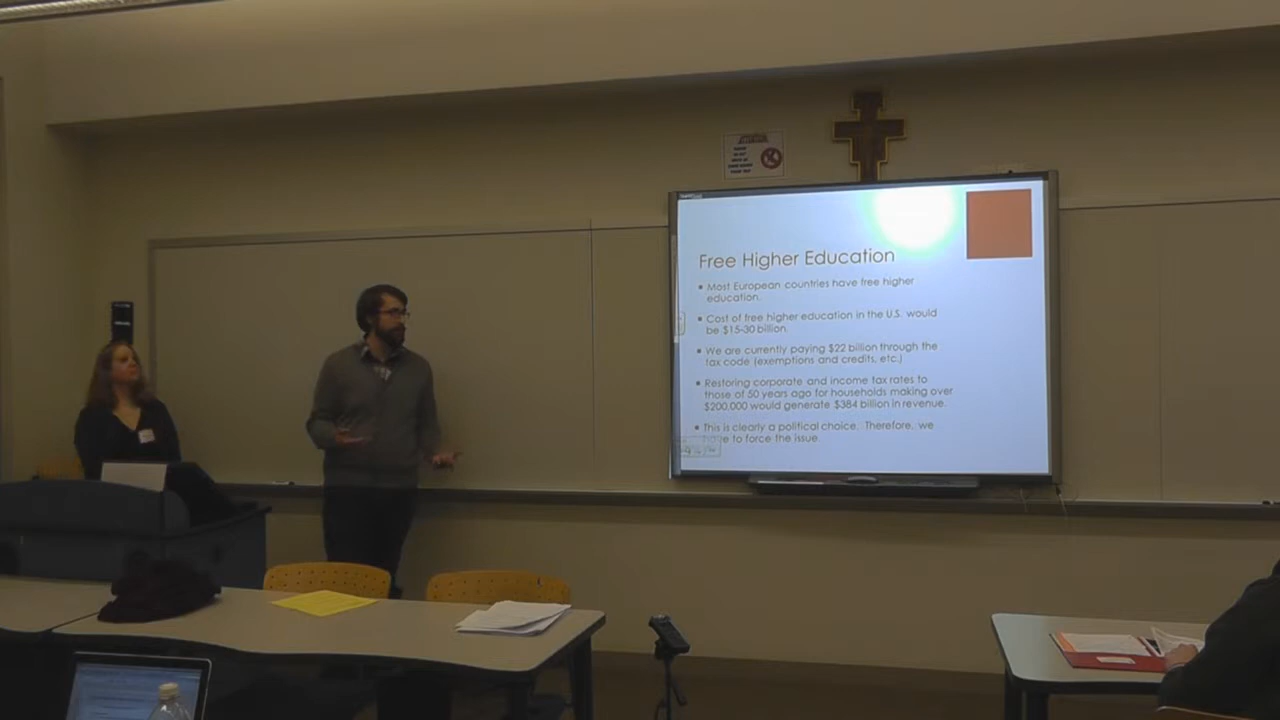 ATTENTION
Free Higher Education
• Most European countries have free higher
education.
• Cost of free higher education in the U.S. would
be $15-30 billion.
• We are currently paying $22 billion through the
tax code (exemptions and credits, etc.)
• Restoring corporate and income tax rates to
those of 50 years ago for households making over
$200,000 would generate $384 billion in revenue.
• This is clearly a political choice. Therefore, we
to force the issue.